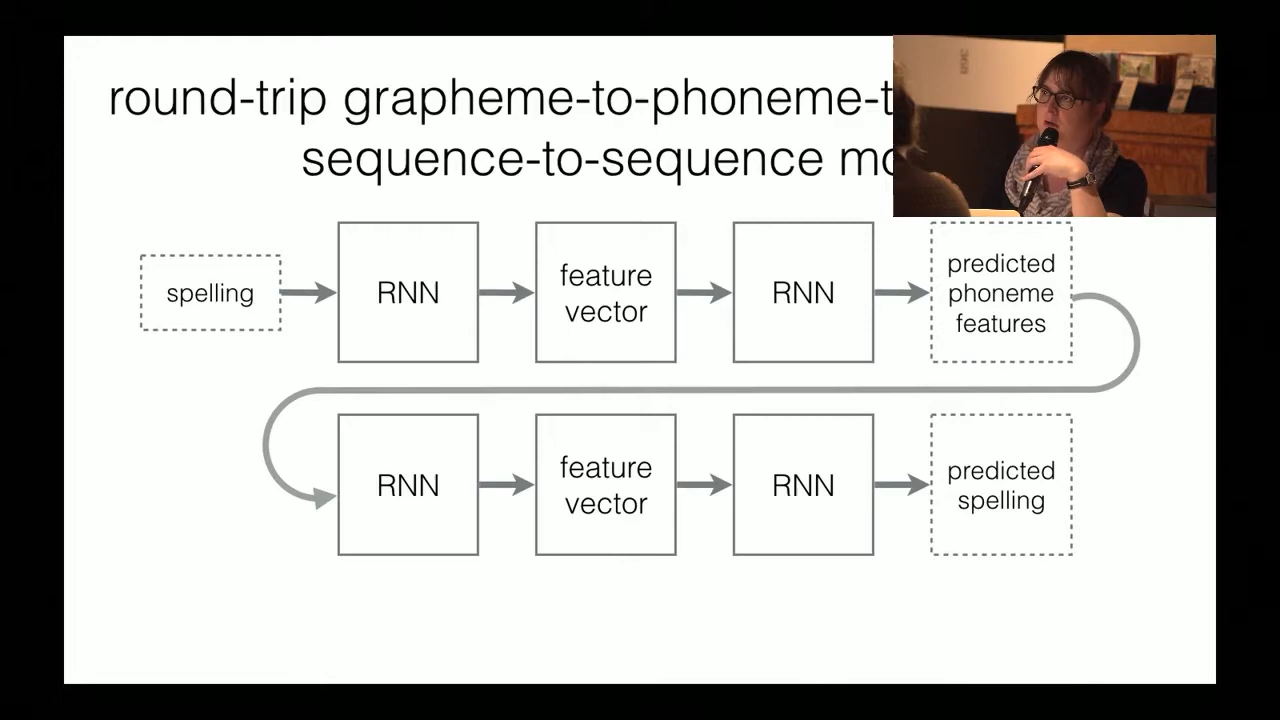 round-trip grapheme-to-phoneme-t
sequence-to-sequence mo
spelling
RNN
feature
vector
RNN
predicted
phoneme
features
RNN
feature
vector
RNN
predicted
spelling